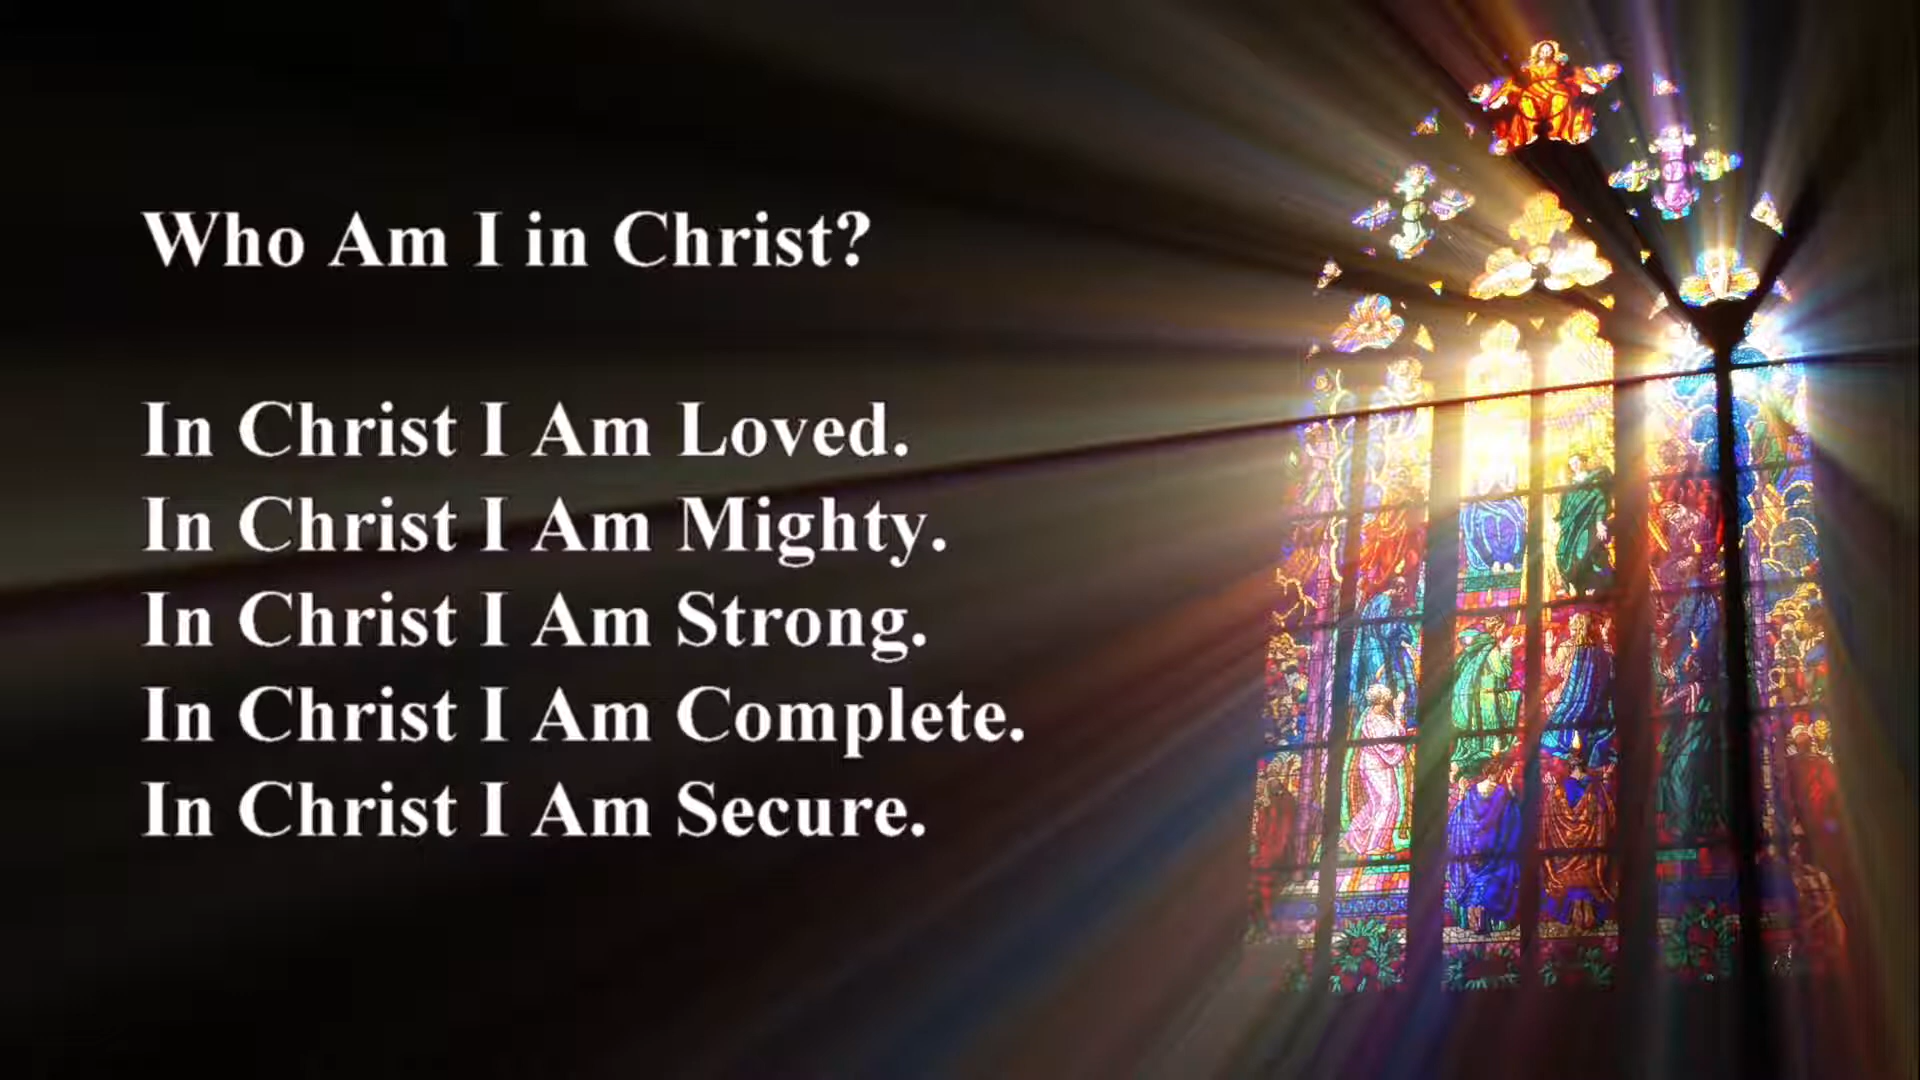 Who Am I in Christ?
In Christ I Am Loved.
In Christ I Am Mighty.
In Christ I Am Strong.
In Christ I Am Complete.
In Christ I Am Secure.